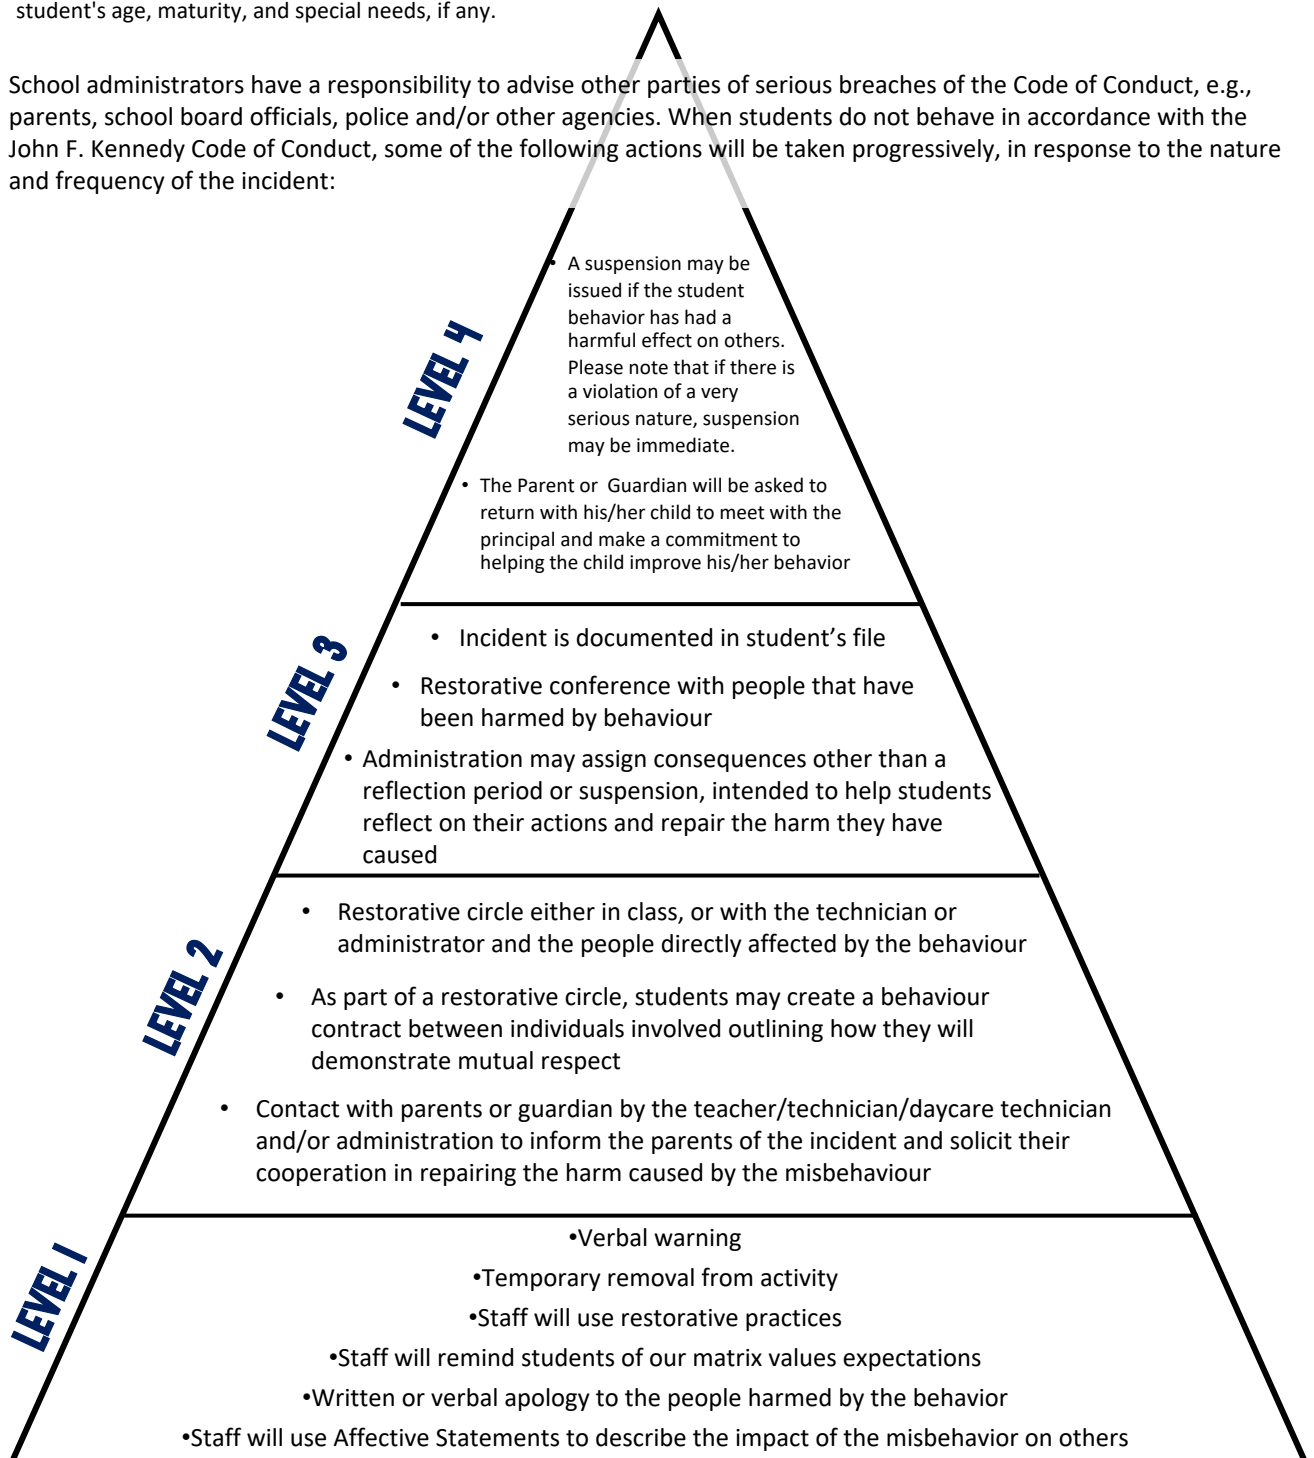 student's age, maturity, and special needs, if any.
School administrators have a responsibility to advise other parties of serious breaches of the Code of Conduct, e.g.,
parents, school board officials, police and/or other agencies. When students do not behave in accordance with the
John F. Kennedy Code of Conduct, some of the following actions will be taken progressively, in response to the nature
and frequency of the incident:
LEVEL 4
• A suspension may be
issued if the student
behavior has had a
harmful effect on others.
Please note that if there is
a violation of a very
serious nature, suspension
may be immediate.
• The Parent or Guardian will be asked to
return with his/her child to meet with the
principal and make a commitment to
helping the child improve his/her behavior
LEVEL 3
• Incident is documented in student’s file
• Restorative conference with people that have
been harmed by behaviour
• Administration may assign consequences other than a
reflection period or suspension, intended to help students
reflect on their actions and repair the harm they have
caused
LEVEL 2
• Restorative circle either in class, or with the technician or
administrator and the people directly affected by the behaviour
• As part of a restorative circle, students may create a behaviour
contract between individuals involved outlining how they will
demonstrate mutual respect
• Contact with parents or guardian by the teacher/technician/daycare technician
and/or administration to inform the parents of the incident and solicit their
cooperation in repairing the harm caused by the misbehaviour
LEVEL 1
•Verbal warning
•Temporary removal from activity
•Staff will use restorative practices
•Staff will remind students of our matrix values expectations
•Written or verbal apology to the people harmed by the behavior
•Staff will use Affective Statements to describe the impact of the misbehavior on others